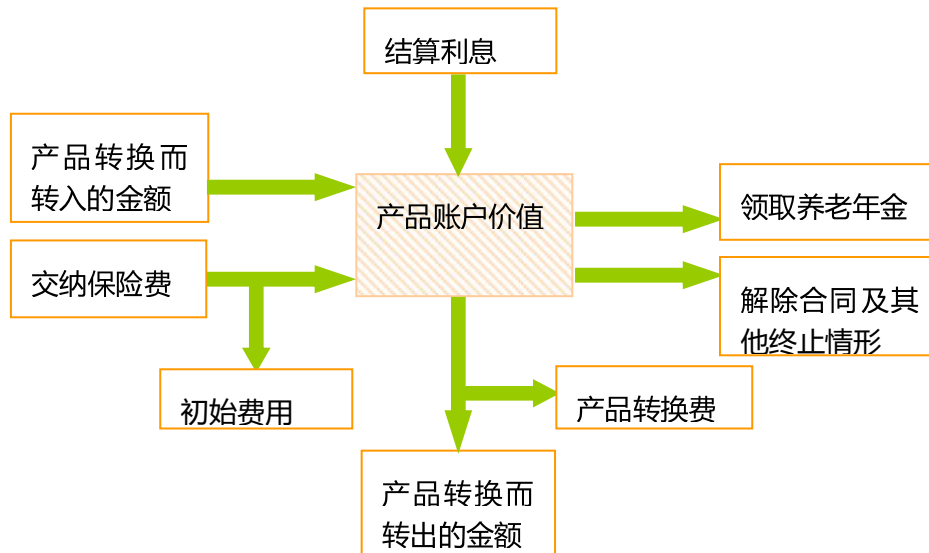 结算利息
产品转换而
转入的金额
产品账户价值
领取养老年金
交纳保险费
解除合同及其
他终止情形
初始费用
产品转换费
产品转换而
转出的金额